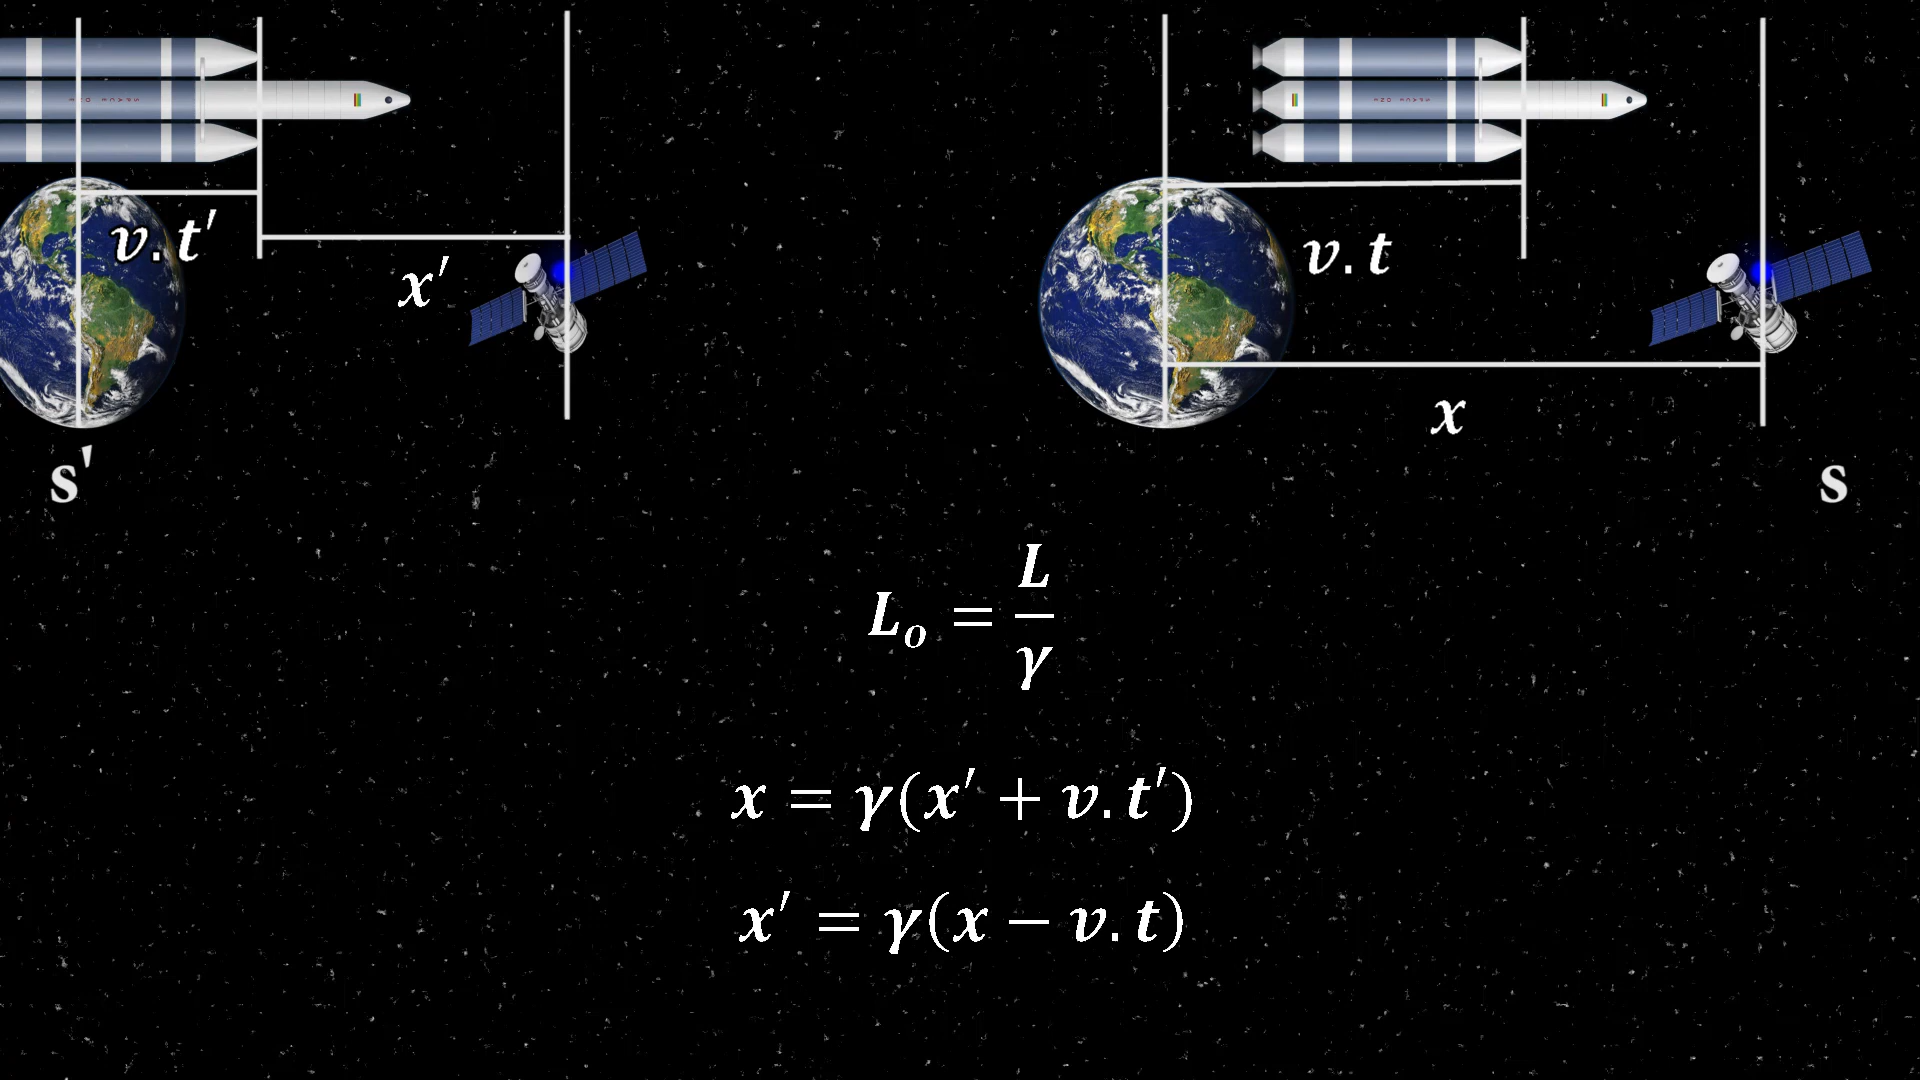 v.t′
x′
s′
v.t
x
s
L₀ = L/γ
x = γ(x′ + v.t′)
x′ = γ(x − v.t)